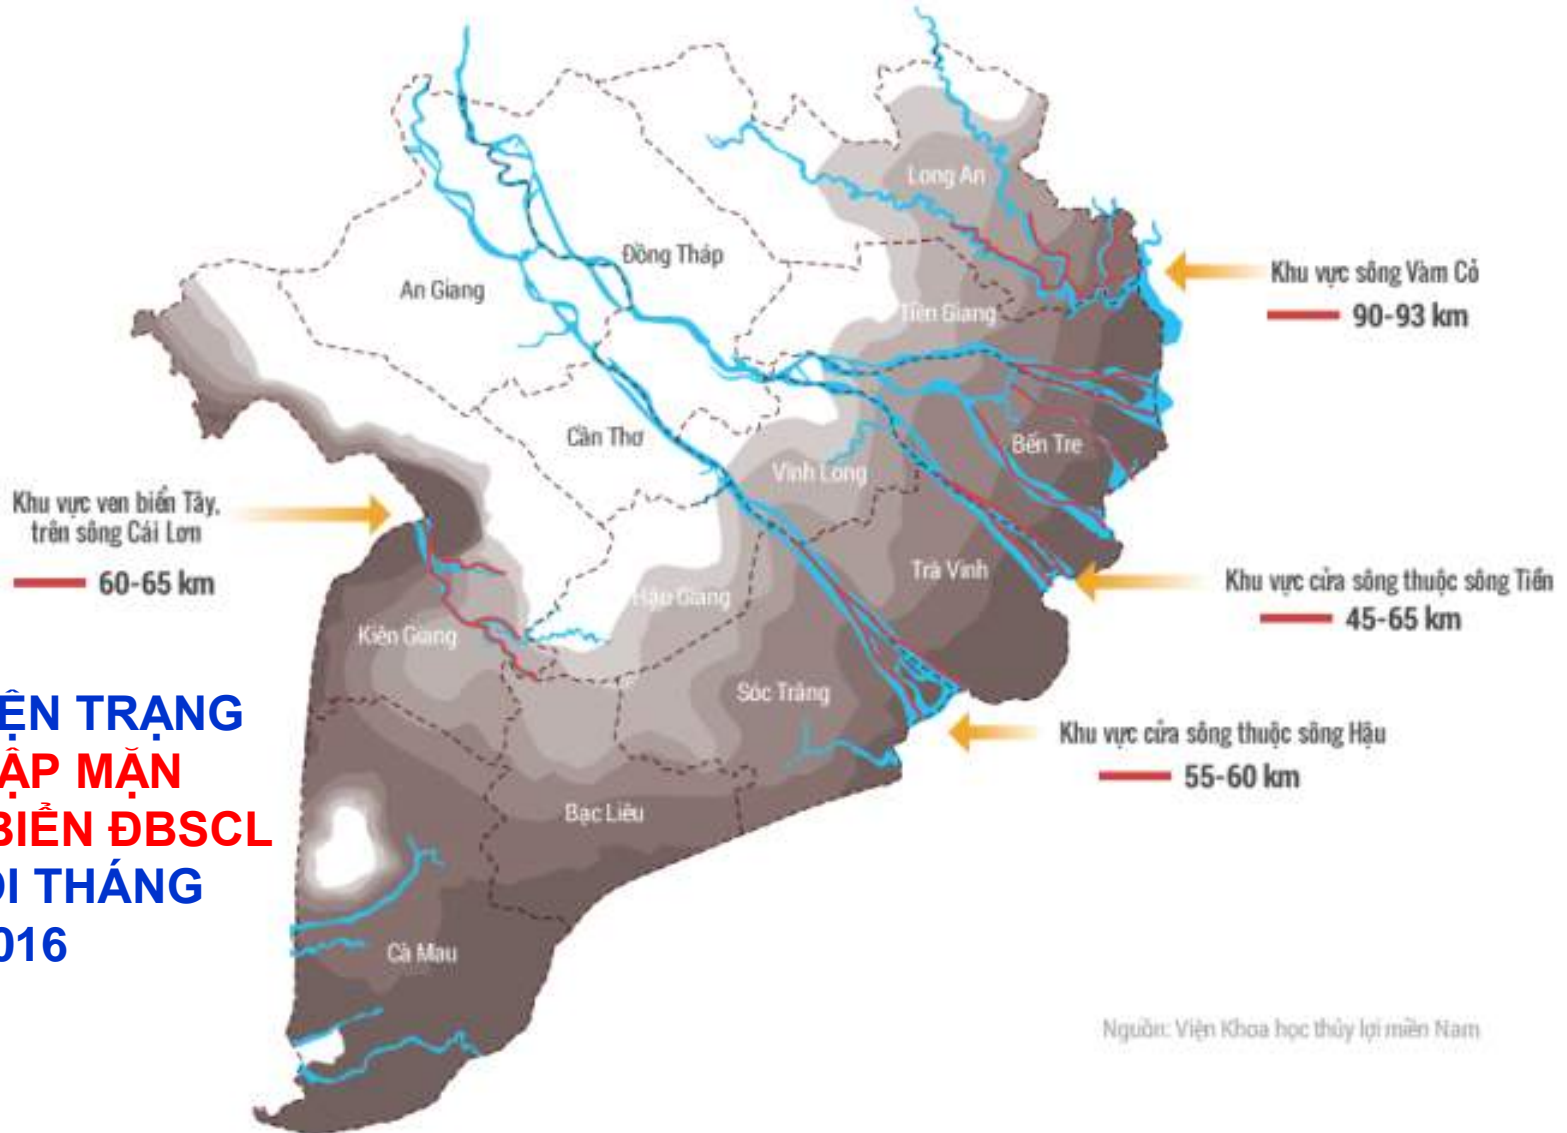 Long An
Đồng Tháp
An Giang
Tiền Giang
Khu vực sông Vàm Cỏ
90-93 km
Cần Thơ
Bến Tre
Vĩnh Long
Khu vực ven biển Tây,
trên sông Cái Lơn
60-65 km
Trà Vinh
Khu vực cửa sông thuộc sông Tiền
45-65 km
Hậu Giang
Kiên Giang
Sóc Trăng
Khu vực cửa sông thuộc sông Hậu
55-60 km
ỆN TRẠNG
ẬP MẶN
BIỂN ĐBSCL
ỚI THÁNG
016
Bạc Liêu
Cà Mau
Nguồn: Viện Khoa học thủy lợi miền Nam